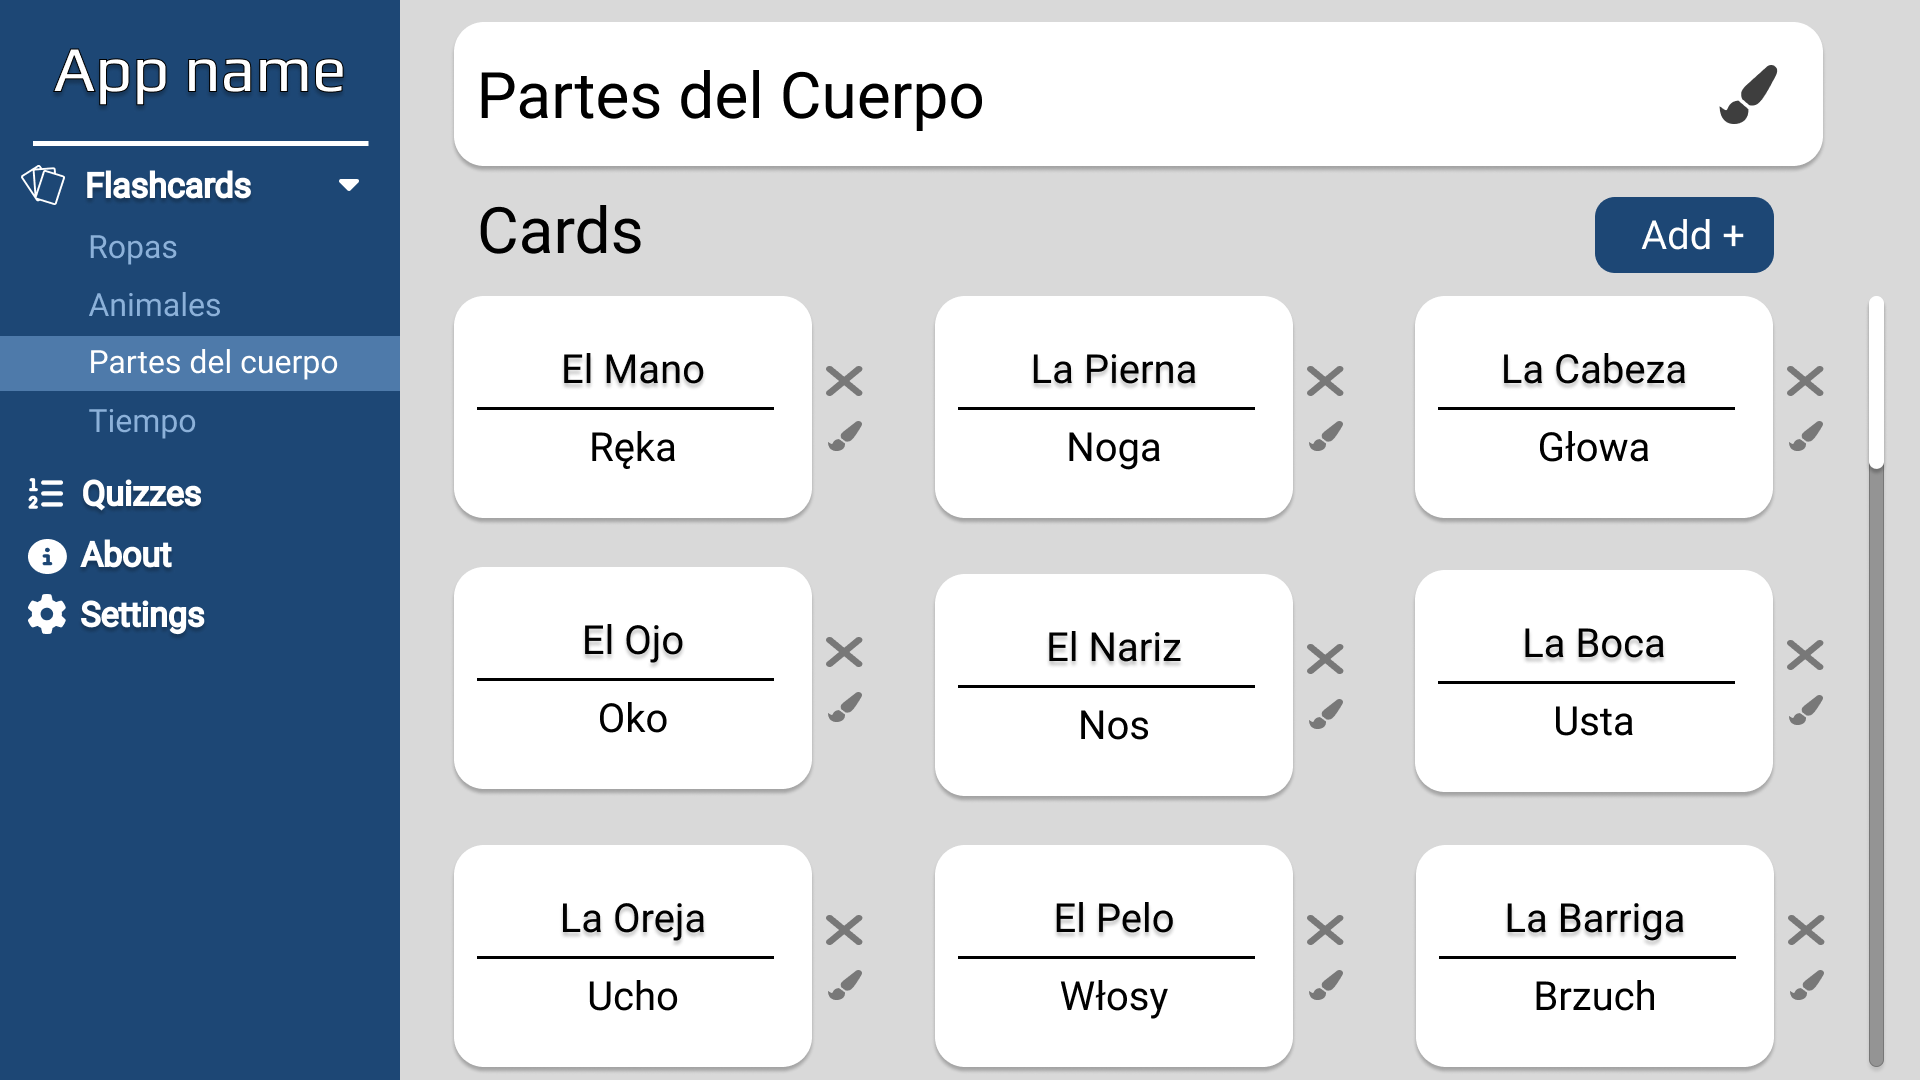 App name
Flashcards
Ropas
Animales
Partes del cuerpo
Tiempo
Quizzes
About
Settings
Partes del Cuerpo
Cards
Add +
El Mano
Ręka
La Pierna
Noga
La Cabeza
Głowa
El Ojo
Oko
El Nariz
Nos
La Boca
Usta
La Oreja
Ucho
El Pelo
Włosy
La Barriga
Brzuch